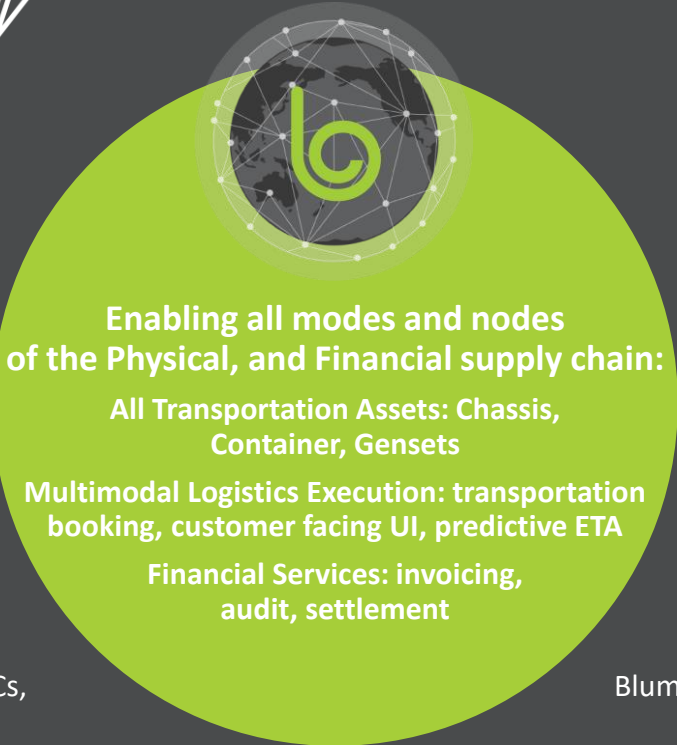 Enabling all modes and nodes
of the Physical, and Financial supply chain:
All Transportation Assets: Chassis,
Container, Gensets
Multimodal Logistics Execution: transportation
booking, customer facing UI, predictive ETA
Financial Services: invoicing,
audit, settlement